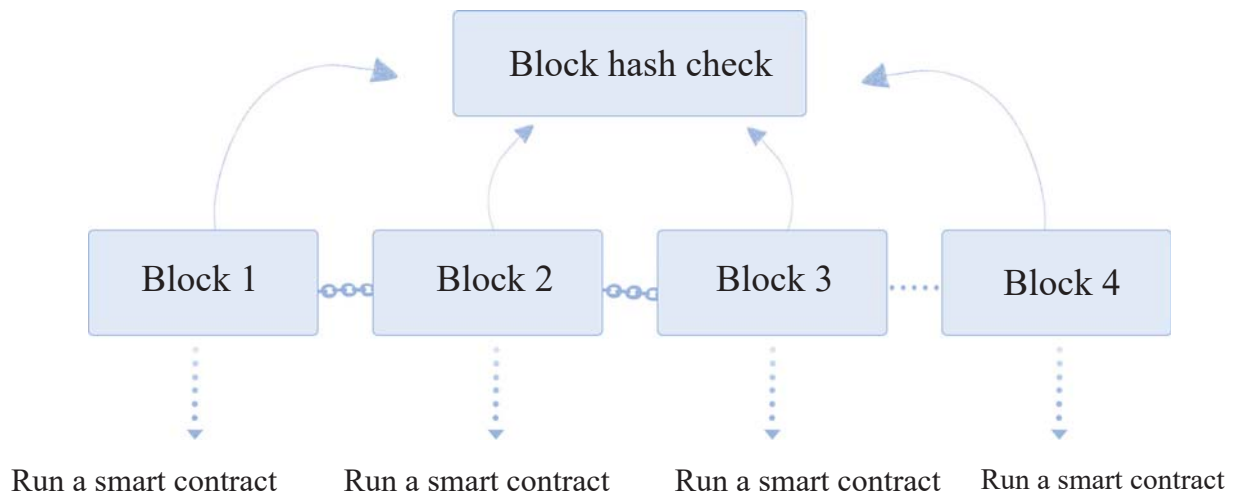 Block hash check
Block 1
Block 2
Block 3
Block 4
Run a smart contract
Run a smart contract
Run a smart contract
Run a smart contract